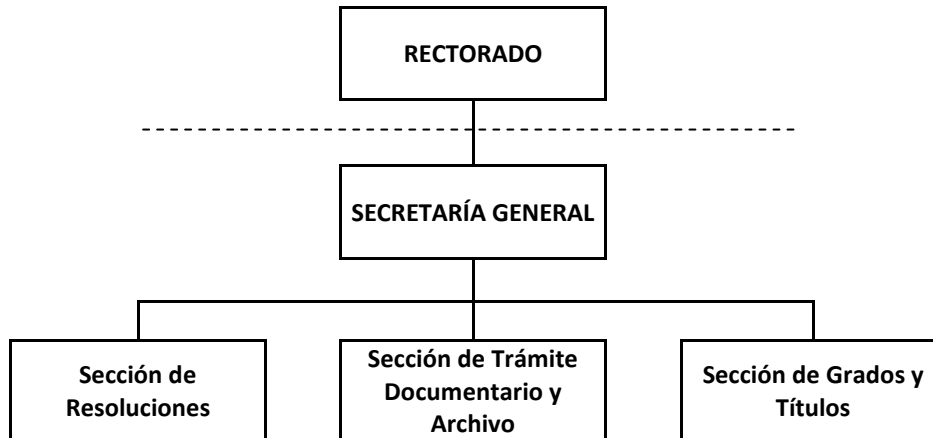 RECTORADO
SECRETARÍA GENERAL
Sección de
Resoluciones
Sección de Trámite
Documentario y
Archivo
Sección de Grados y
Títulos